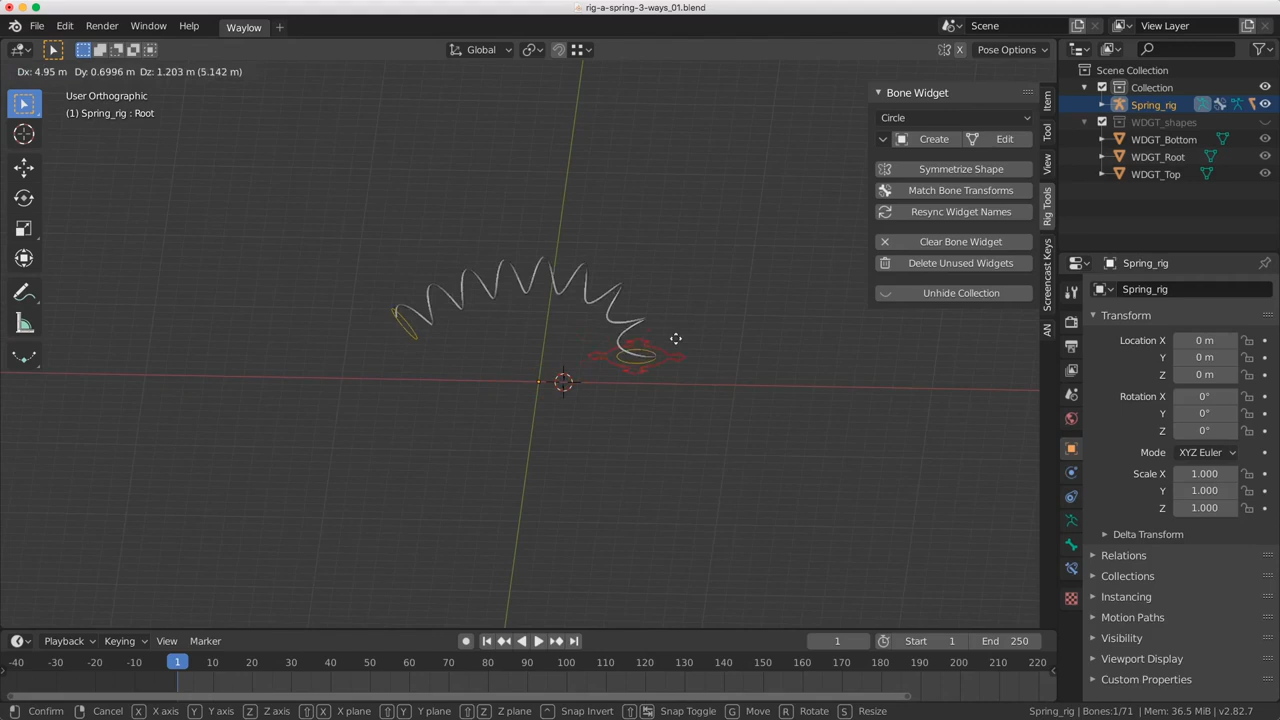 rig-a-spring-3-ways_01.blend
File Edit Render Window Help Waylow + Scene View Layer
Global Pose Options
Dx: 4.95 m Dy: 0.6996 m Dz: 1.203 m (5.142 m)
User Orthographic
(1) Spring_rig : Root
Bone Widget
Circle
Create Edit
Symmetrize Shape
Match Bone Transforms
Resync Widget Names
Clear Bone Widget
Delete Unused Widgets
Unhide Collection
Item
Tool
View
Rig Tools
Screencast Keys
AN
Scene Collection
Collection
Spring_rig
WDGT_shapes
WDGT_Bottom
WDGT_Root
WDGT_Top
Spring_rig
Spring_rig
Transform
Location X 0 m
Y 0 m
Z 0 m
Rotation X 0°
Y 0°
Z 0°
Mode XYZ Euler
Scale X 1.000
Y 1.000
Z 1.000
Delta Transform
Relations
Collections
Instancing
Motion Paths
Visibility
Viewport Display
Custom Properties
Playback Keying View Marker 1 Start 1 End 250
-40 -30 -20 -10 1 10 20 30 40 50 60 70 80 90 100 110 120 130 140 150 160 170 180 190 200 210 220
Confirm Cancel X X axis Y Y axis Z Z axis X X plane Y Y plane Z Z plane ^ Snap Invert Snap Toggle G Move R Rotate S Resize Spring_rig | Bones:1/71 | Mem: 36.5 MiB | v2.82.7